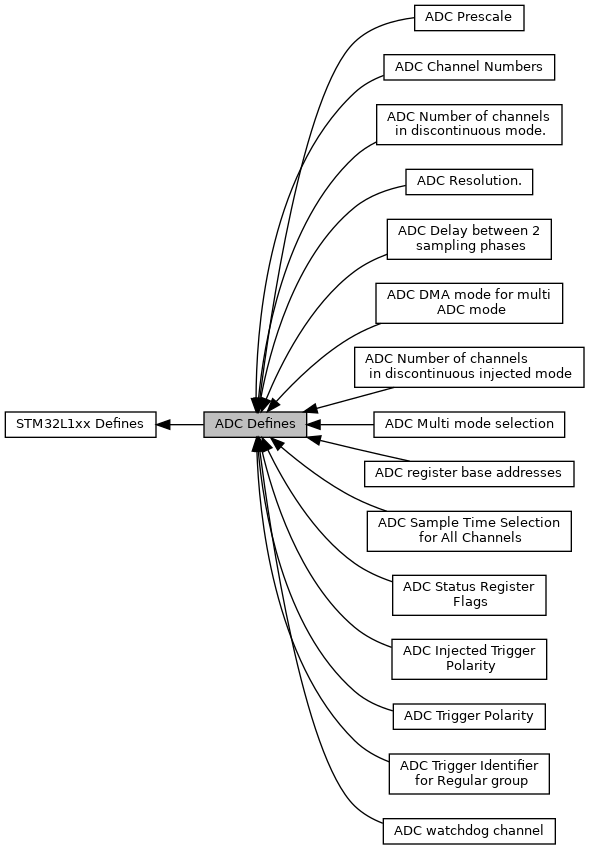 ADC Prescale
ADC Channel Numbers
ADC Number of channels
in discontinuous mode.
ADC Resolution.
ADC Delay between 2
sampling phases
ADC DMA mode for multi
ADC mode
ADC Number of channels
in discontinuous injected mode
STM32L1xx Defines
ADC Defines
ADC Multi mode selection
ADC register base addresses
ADC Sample Time Selection
for All Channels
ADC Status Register
Flags
ADC Injected Trigger
Polarity
ADC Trigger Polarity
ADC Trigger Identifier
for Regular group
ADC watchdog channel